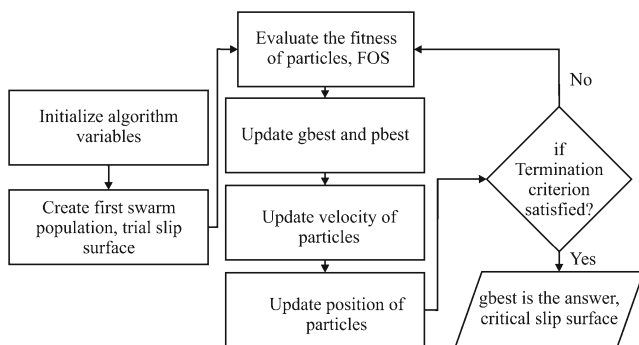 Initialize algorithm
variables
Create first swarm
population, trial slip
surface
Evaluate the fitness
of particles, FOS
Update gbest and pbest
Update velocity of
particles
Update position of
particles
if
Termination
criterion
satisfied?
No
Yes
gbest is the answer,
critical slip surface